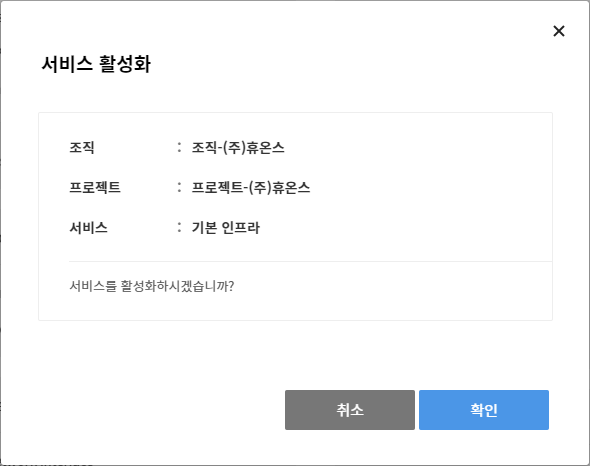 서비스 활성화
조직 : 조직-(주)휴온스
프로젝트 : 프로젝트-(주)휴온스
서비스 : 기본 인프라
서비스를 활성화하시겠습니까?
취소 확인